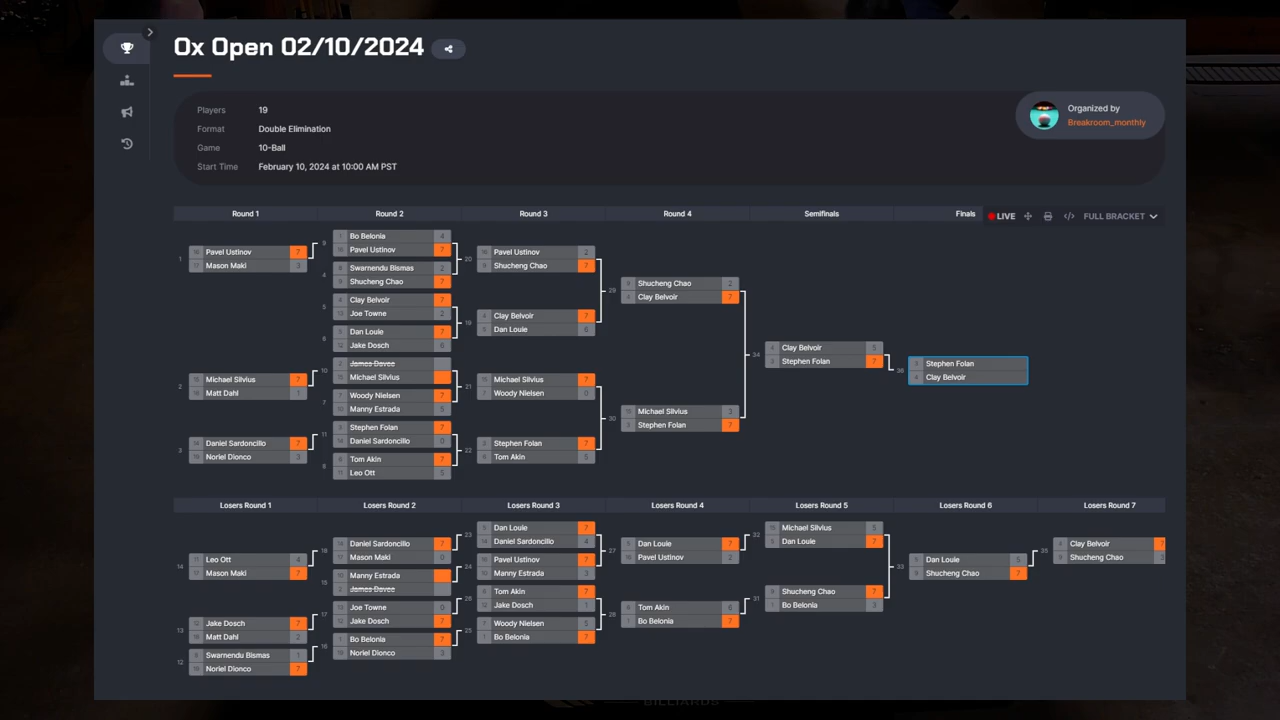 Ox Open 02/10/2024
Players 19
Format Double Elimination
Game 10-Ball
Start Time February 10, 2024 at 10:00 AM PST
Organized by
Breakroom_monthly
Round 1 Round 2 Round 3 Round 4 Semifinals Finals LIVE </> FULL BRACKET
Bo Belonia 4
Pavel Ustinov 7
Pavel Ustinov 7
Mason Maki 3
Swarnendu Bismas 2
Shucheng Chao 7
Clay Belvoir 7
Joe Towne 2
Dan Louie 7
Jake Dosch 6
James Davee
Michael Silvius
Michael Silvius 7
Matt Dahl 1
Woody Nielsen 7
Manny Estrada 5
Stephen Folan 7
Daniel Sardoncillo 0
Daniel Sardoncillo 7
Noriel Dionco 3
Tom Akin 7
Leo Ott 5
Pavel Ustinov 2
Shucheng Chao 7
Clay Belvoir 7
Dan Louie 6
Michael Silvius 7
Woody Nielsen 0
Stephen Folan 7
Tom Akin 5
Shucheng Chao 2
Clay Belvoir 7
Michael Silvius 3
Stephen Folan 7
Clay Belvoir 5
Stephen Folan 7
Stephen Folan
Clay Belvoir
Losers Round 1 Losers Round 2 Losers Round 3 Losers Round 4 Losers Round 5 Losers Round 6 Losers Round 7
Leo Ott 4
Mason Maki 7
Jake Dosch 7
Matt Dahl 2
Swarnendu Bismas 1
Noriel Dionco 7
Daniel Sardoncillo 7
Mason Maki 0
Manny Estrada
James Davee
Joe Towne 0
Jake Dosch 7
Bo Belonia 7
Noriel Dionco 3
Dan Louie 7
Daniel Sardoncillo 4
Pavel Ustinov 7
Manny Estrada 3
Tom Akin 7
Jake Dosch 1
Woody Nielsen 5
Bo Belonia 7
Dan Louie 7
Pavel Ustinov 2
Tom Akin 6
Bo Belonia 7
Michael Silvius 5
Dan Louie 7
Shucheng Chao 7
Bo Belonia 3
Dan Louie 5
Shucheng Chao 7
Clay Belvoir 7
Shucheng Chao
BILLIARDS